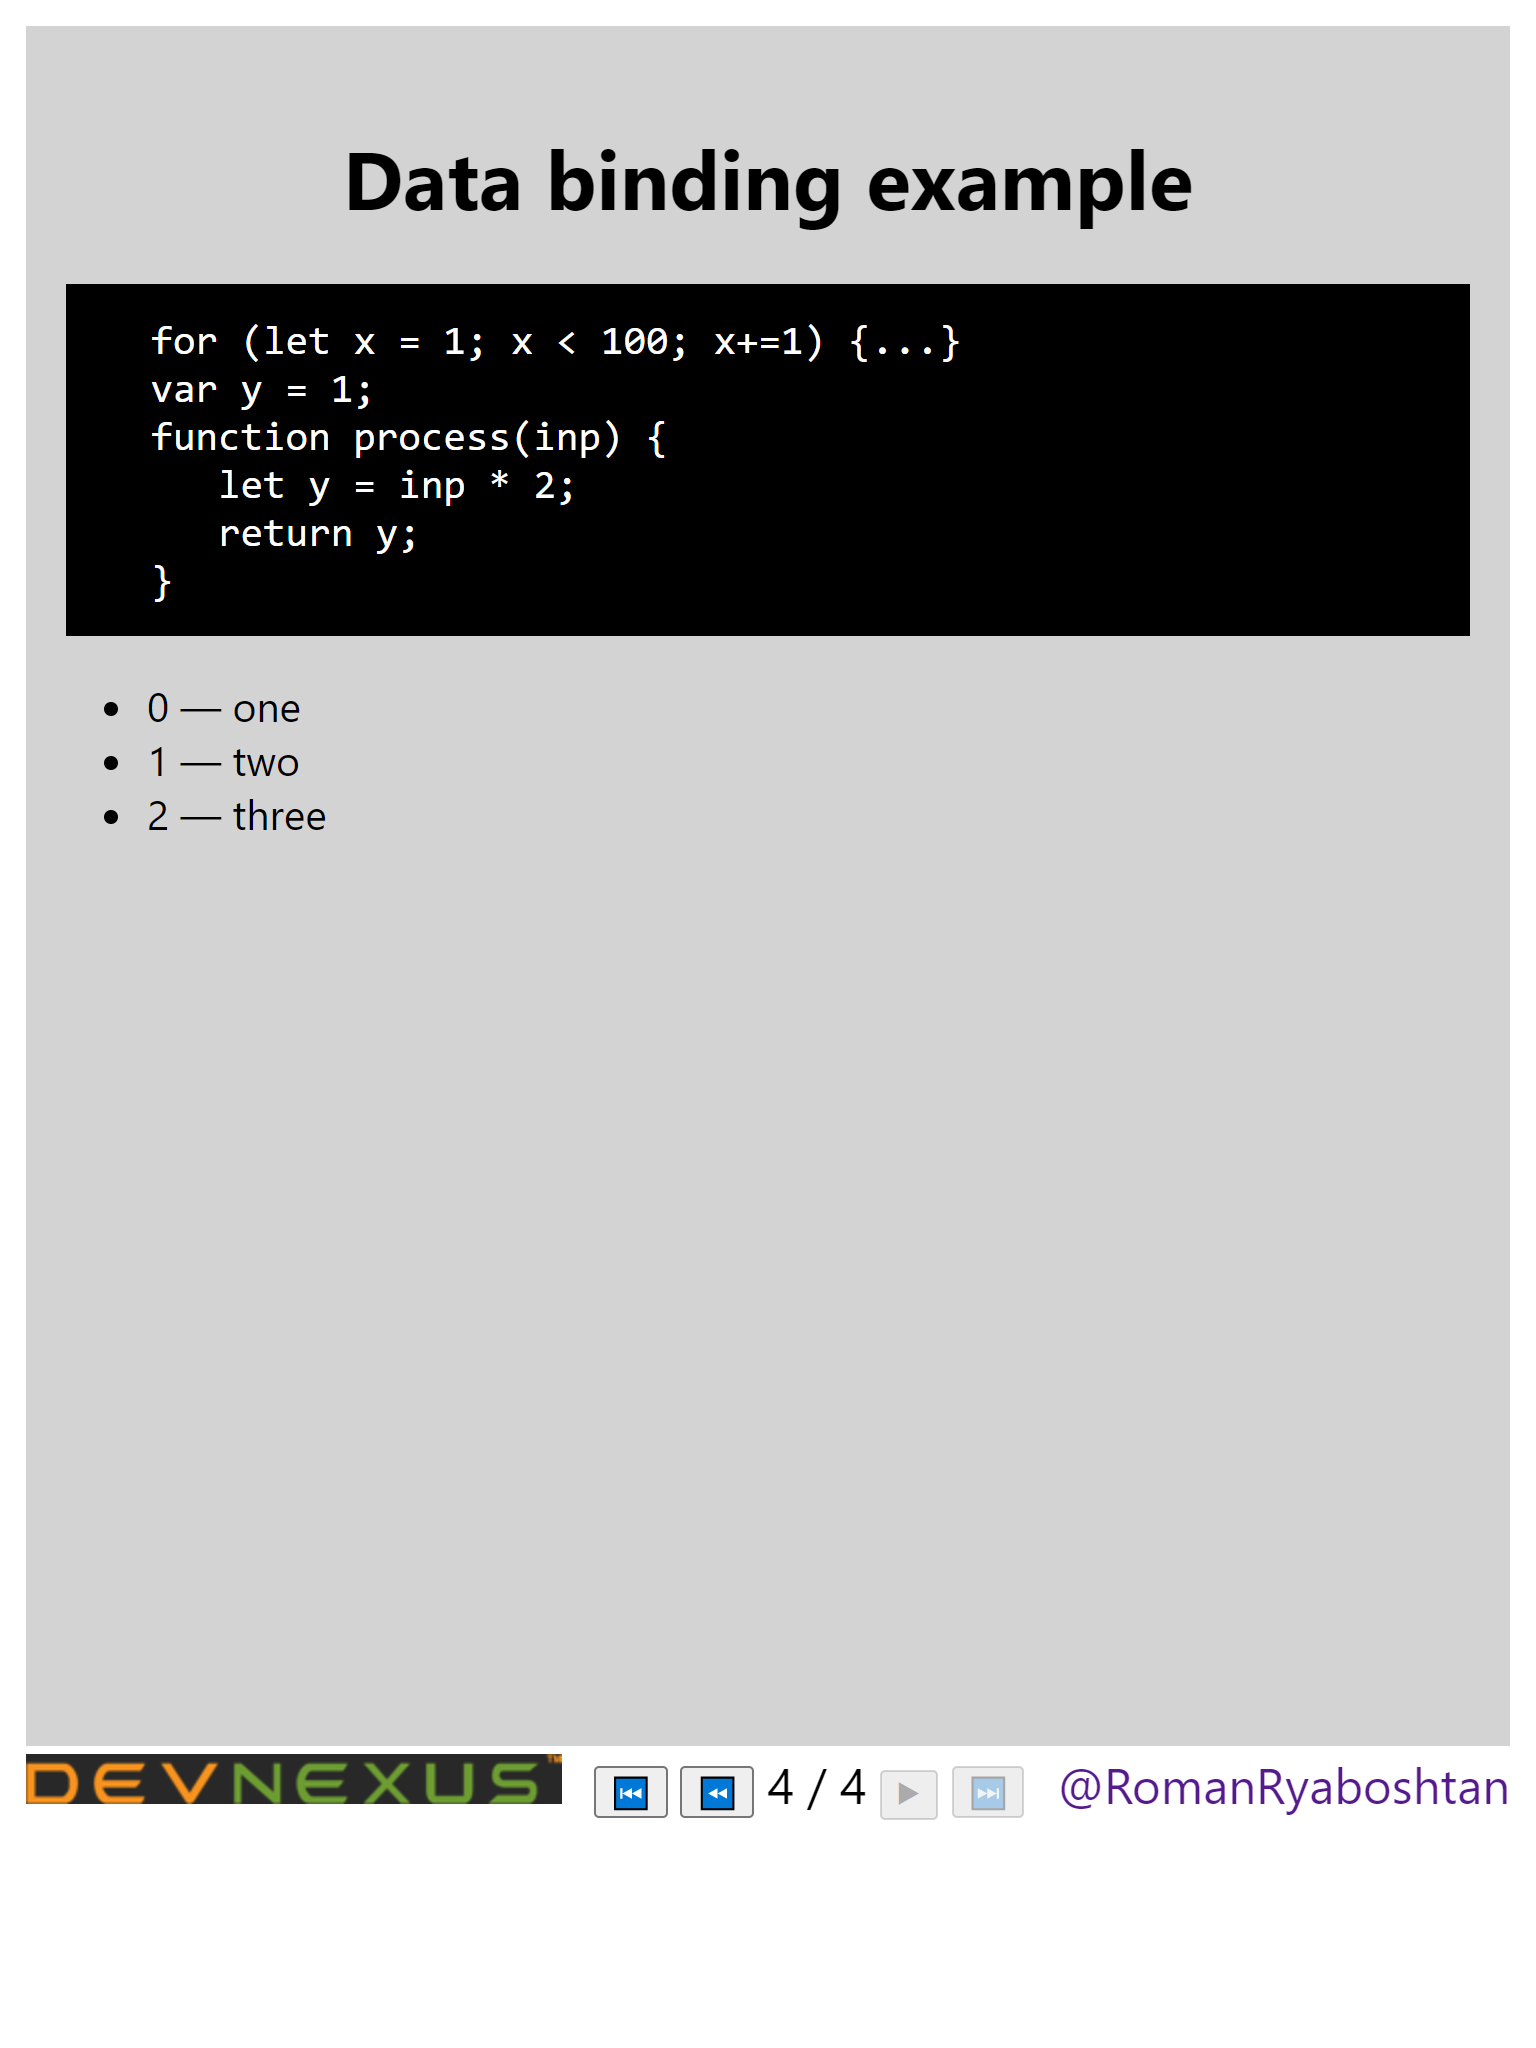 Data binding example
for (let x = 1; x < 100; x+=1) {...}
var y = 1;
function process(inp) {
   let y = inp * 2;
   return y;
}
• 0 — one
• 1 — two
• 2 — three
DEVNEXUS™ 4 / 4 @RomanRyaboshtan